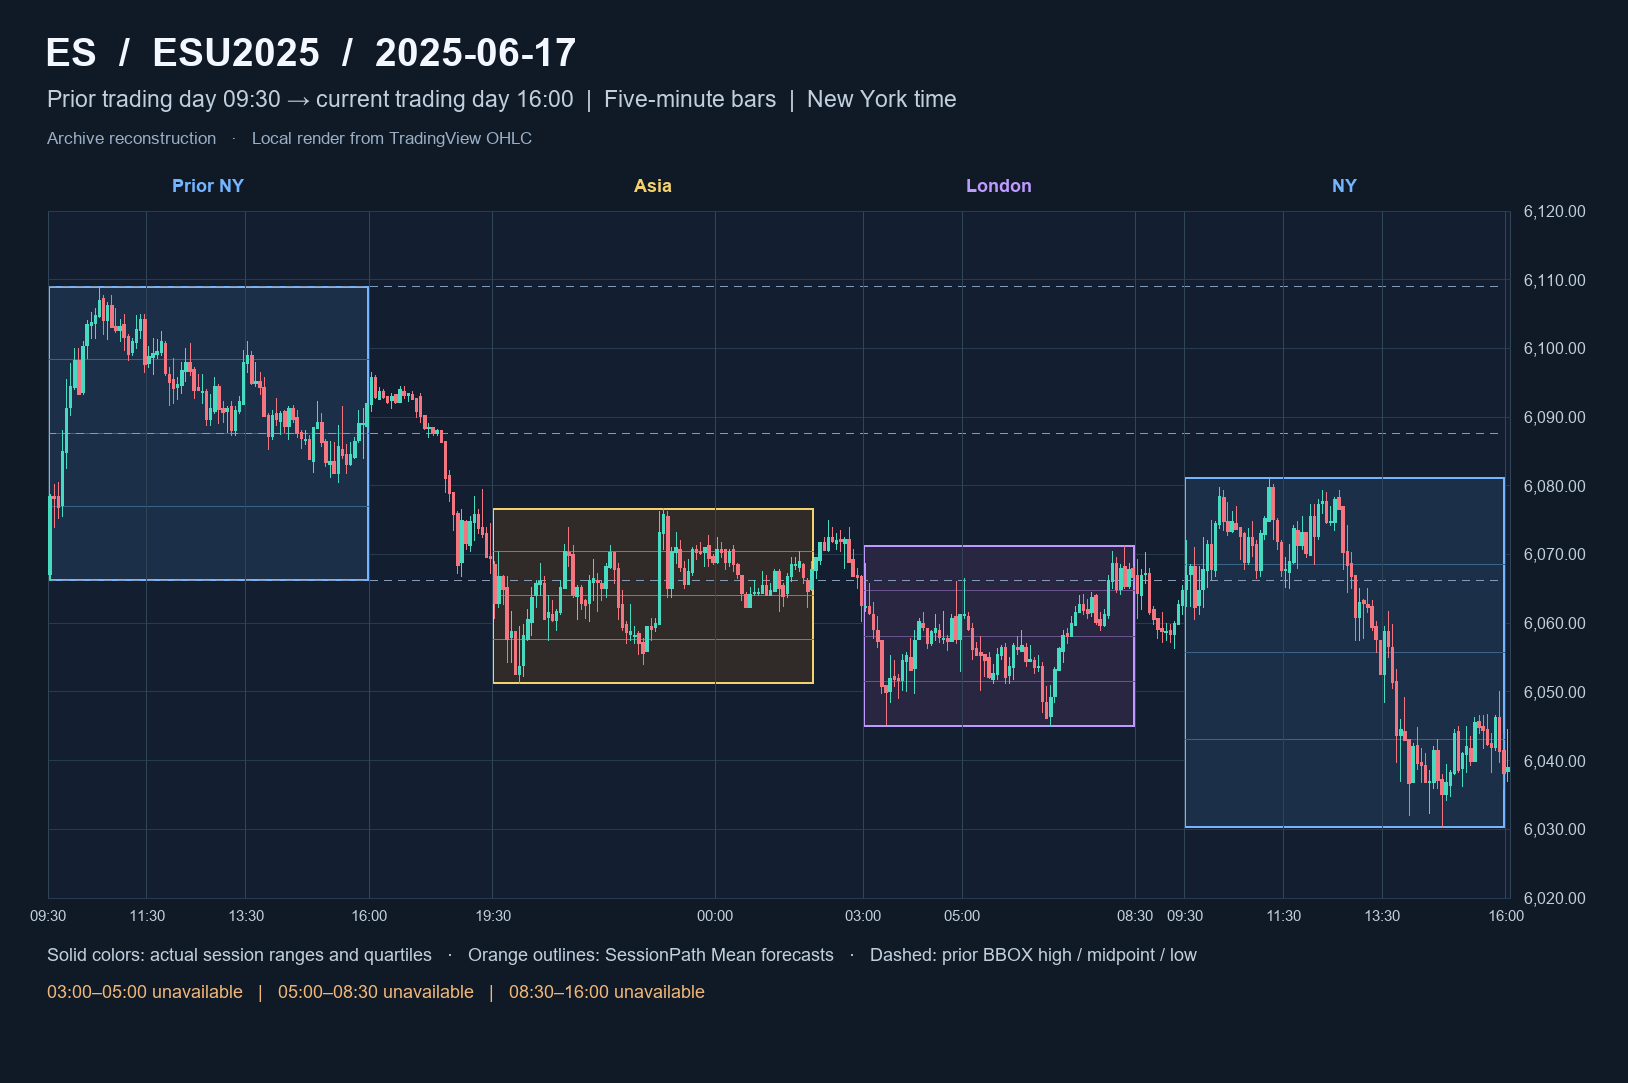 ES / ESU2025 / 2025-06-17
Prior trading day 09:30 → current trading day 16:00 | Five-minute bars | New York time
Archive reconstruction · Local render from TradingView OHLC
Prior NY Asia London NY
6,120.00
6,110.00
6,100.00
6,090.00
6,080.00
6,070.00
6,060.00
6,050.00
6,040.00
6,030.00
6,020.00
09:30 11:30 13:30 16:00 19:30 00:00 03:00 05:00 08:30 09:30 11:30 13:30 16:00
Solid colors: actual session ranges and quartiles · Orange outlines: SessionPath Mean forecasts · Dashed: prior BBOX high / midpoint / low
03:00–05:00 unavailable | 05:00–08:30 unavailable | 08:30–16:00 unavailable